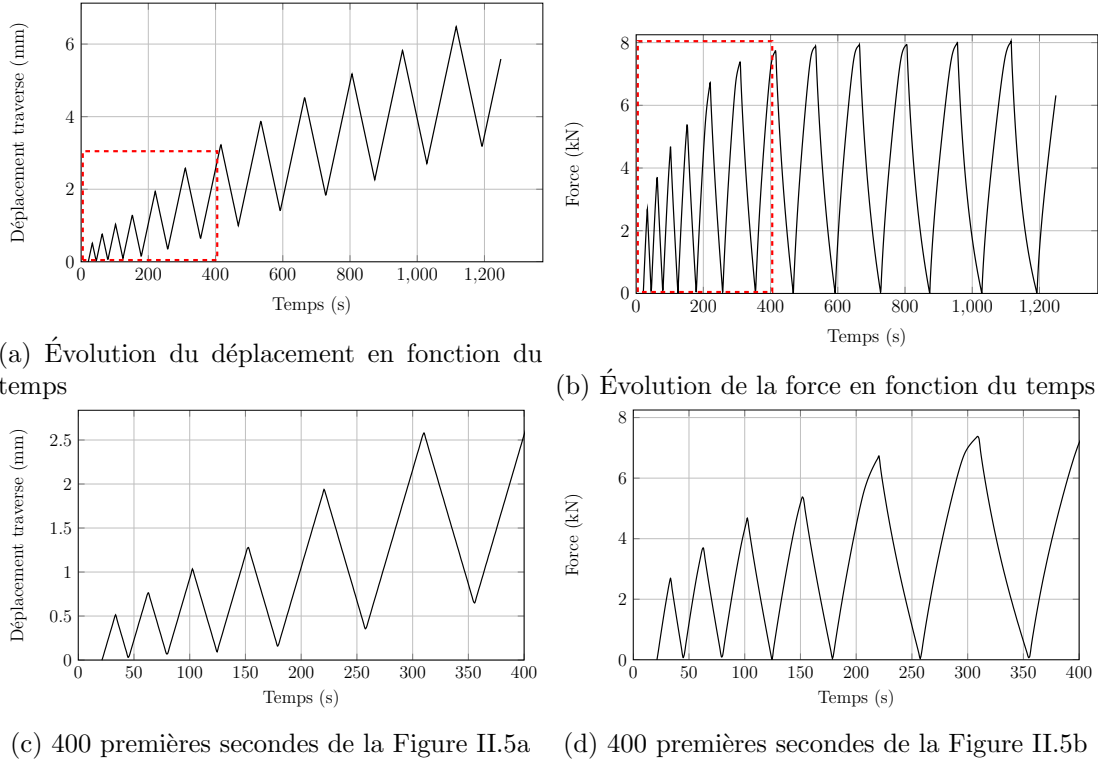 Déplacement traverse (mm)
6
4
2
0
0 200 400 600 800 1,000 1,200
Temps (s)
(a) Évolution du déplacement en fonction du
temps
Force (kN)
8
6
4
2
0
0 200 400 600 800 1,000 1,200
Temps (s)
(b) Évolution de la force en fonction du temps
Déplacement traverse (mm)
2.5
2
1.5
1
0.5
0
0 50 100 150 200 250 300 350 400
Temps (s)
(c) 400 premières secondes de la Figure II.5a
Force (kN)
8
6
4
2
0
0 50 100 150 200 250 300 350 400
Temps (s)
(d) 400 premières secondes de la Figure II.5b